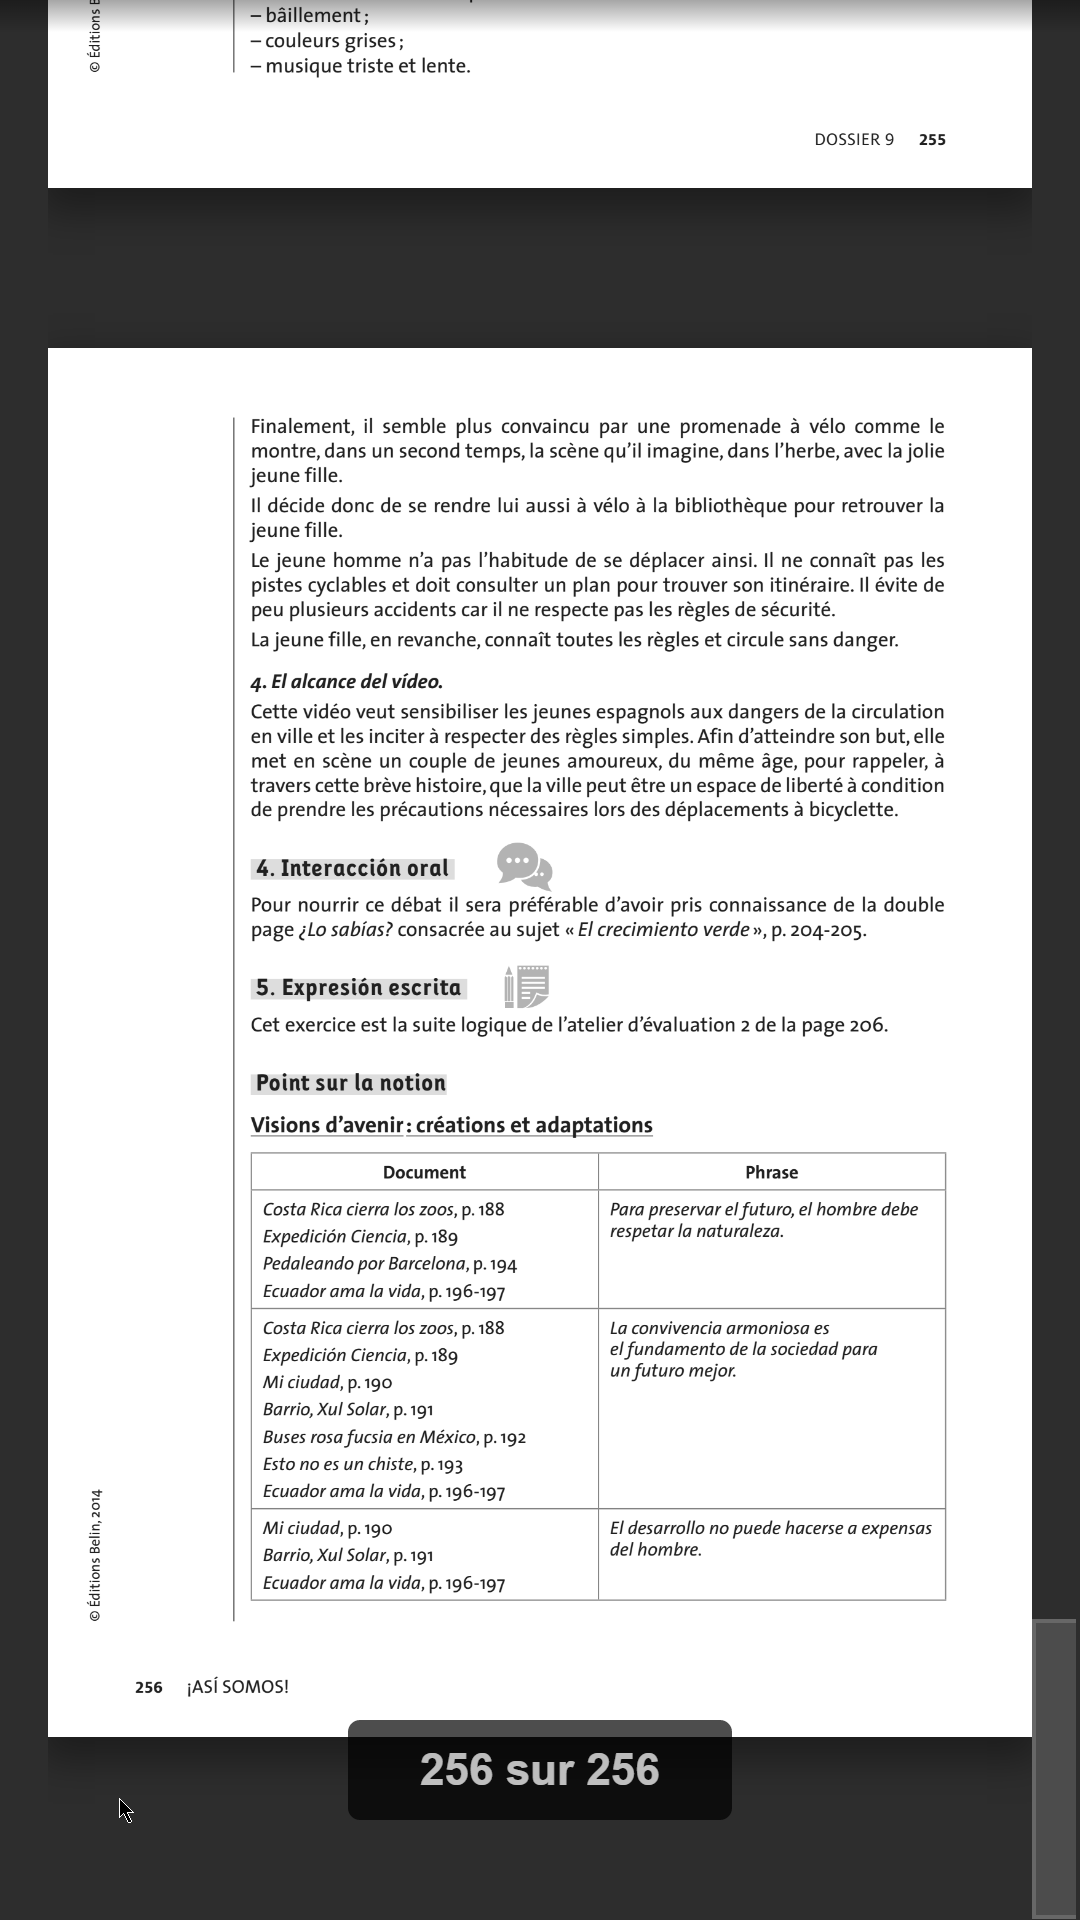 – bâillement ;
– couleurs grises ;
– musique triste et lente.
© Éditions B
DOSSIER 9 255
Finalement, il semble plus convaincu par une promenade à vélo comme le
montre, dans un second temps, la scène qu’il imagine, dans l’herbe, avec la jolie
jeune fille.
Il décide donc de se rendre lui aussi à vélo à la bibliothèque pour retrouver la
jeune fille.
Le jeune homme n’a pas l’habitude de se déplacer ainsi. Il ne connaît pas les
pistes cyclables et doit consulter un plan pour trouver son itinéraire. Il évite de
peu plusieurs accidents car il ne respecte pas les règles de sécurité.
La jeune fille, en revanche, connaît toutes les règles et circule sans danger.
4. El alcance del vídeo.
Cette vidéo veut sensibiliser les jeunes espagnols aux dangers de la circulation
en ville et les inciter à respecter des règles simples. Afin d’atteindre son but, elle
met en scène un couple de jeunes amoureux, du même âge, pour rappeler, à
travers cette brève histoire, que la ville peut être un espace de liberté à condition
de prendre les précautions nécessaires lors des déplacements à bicyclette.
4. Interacción oral
Pour nourrir ce débat il sera préférable d’avoir pris connaissance de la double
page ¿Lo sabías? consacrée au sujet « El crecimiento verde », p. 204-205.
5. Expresión escrita
Cet exercice est la suite logique de l’atelier d’évaluation 2 de la page 206.
Point sur la notion
Visions d’avenir : créations et adaptations
Document Phrase
Costa Rica cierra los zoos, p. 188
Expedición Ciencia, p. 189
Pedaleando por Barcelona, p. 194
Ecuador ama la vida, p. 196-197
Para preservar el futuro, el hombre debe
respetar la naturaleza.
Costa Rica cierra los zoos, p. 188
Expedición Ciencia, p. 189
Mi ciudad, p. 190
Barrio, Xul Solar, p. 191
Buses rosa fucsia en México, p. 192
Esto no es un chiste, p. 193
Ecuador ama la vida, p. 196-197
La convivencia armoniosa es
el fundamento de la sociedad para
un futuro mejor.
Mi ciudad, p. 190
Barrio, Xul Solar, p. 191
Ecuador ama la vida, p. 196-197
El desarrollo no puede hacerse a expensas
del hombre.
© Éditions Belin, 2014
256 ¡ASÍ SOMOS!
256 sur 256